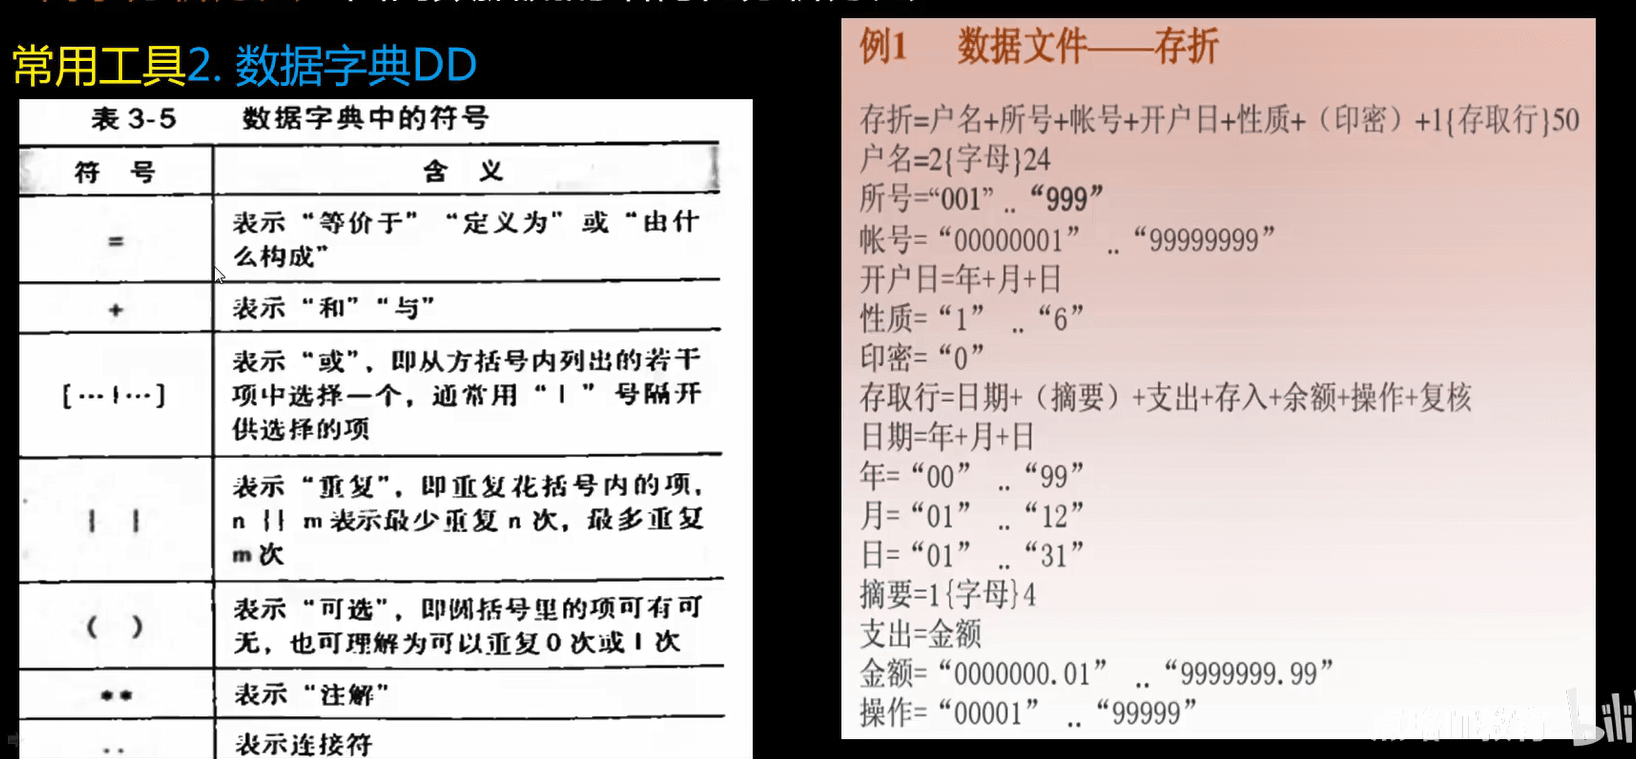 常用工具2. 数据字典DD
表 3-5 数据字典中的符号
符 号 含 义
= 表示“等价于”“定义为”或“由什
么构成”
+ 表示“和”“与”
[…|…] 表示“或”，即从方括号内列出的若干
项中选择一个，通常用“|”号隔开
供选择的项
{ } 表示“重复”，即重复花括号内的项，
n {} m 表示最少重复 n 次，最多重复
m 次
( ) 表示“可选”，即圆括号里的项可有可
无，也可理解为可以重复 0 次或 1 次
** 表示“注解”
.. 表示连接符
例1 数据文件——存折
存折=户名+所号+帐号+开户日+性质+（印密）+1{存取行}50
户名=2{字母}24
所号=“001” .. “999”
帐号= “00000001” .. “99999999”
开户日=年+月+日
性质= “1” .. “6”
印密= “0”
存取行=日期+（摘要）+支出+存入+余额+操作+复核
日期=年+月+日
年= “00” .. “99”
月= “01” .. “12”
日= “01” .. “31”
摘要=1{字母}4
支出=金额
金额= “0000000.01” .. “9999999.99”
操作= “00001” .. “99999”